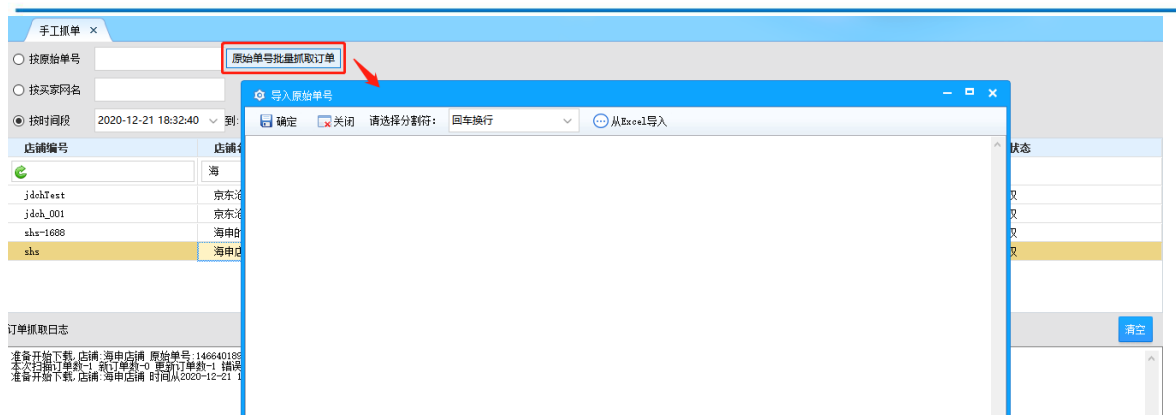 手工抓单 ×
按原始单号 原始单号批量抓取订单
按买家网名 导入原始单号
按时间段 2020-12-21 18:32:40 到: 确定 关闭 请选择分割符: 回车换行 从Excel导入
店铺编号 店铺 状态
海
jdchTest 京东
jdch_001 京东
shs-1688 海申
shs 海申
订单抓取日志 清空
准备开始下载,店铺:海申店铺 原始单号:146640189
本次扫描订单数-1 新订单数-0 更新订单数-1 错误
准备开始下载,店铺:海申店铺 时间从2020-12-21 1